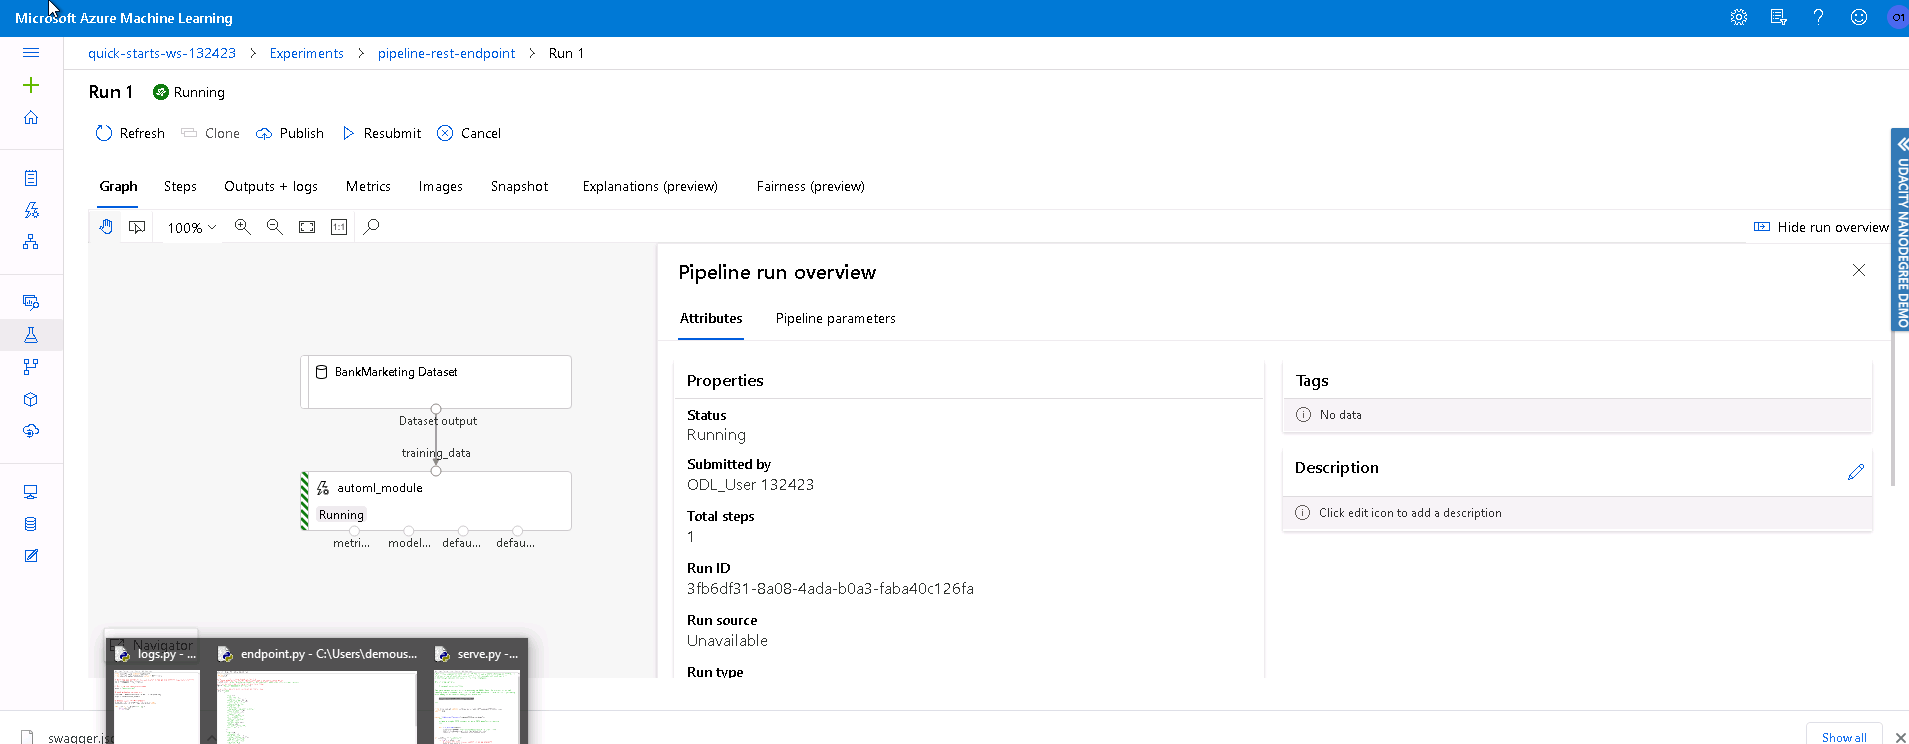 Microsoft Azure Machine Learning
01
quick-starts-ws-132423 > Experiments > pipeline-rest-endpoint > Run 1
Run 1 Running
Refresh Clone Publish Resubmit Cancel
Graph Steps Outputs + logs Metrics Images Snapshot Explanations (preview) Fairness (preview)
100% 1:1 Hide run overview
UDACITY NANODEGREE DEMO
BankMarketing Dataset
Dataset output
training_data
automl_module
Running
metri... model... defau... defau...
Navigator
Pipeline run overview
Attributes Pipeline parameters
Properties
Status
Running
Submitted by
ODL_User 132423
Total steps
1
Run ID
3fb6df31-8a08-4ada-b0a3-faba40c126fa
Run source
Unavailable
Run type
Tags
No data
Description
Click edit icon to add a description
logs.py - ... endpoint.py - C:\Users\demous... serve.py -...
swagger.jsc
Show all